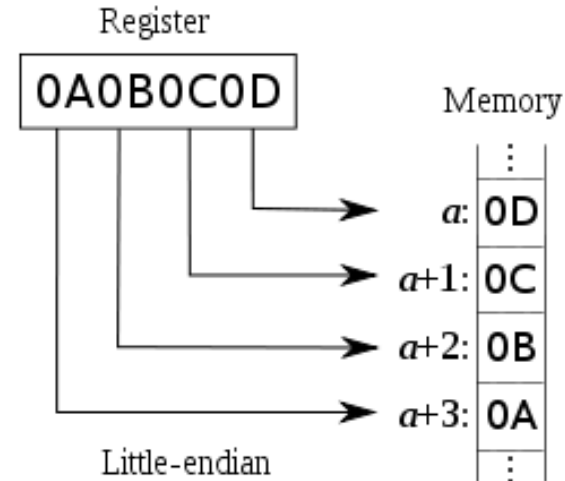 Register
0A0B0C0D
Memory
⋮
a: 0D
a+1: 0C
a+2: 0B
a+3: 0A
⋮
Little-endian